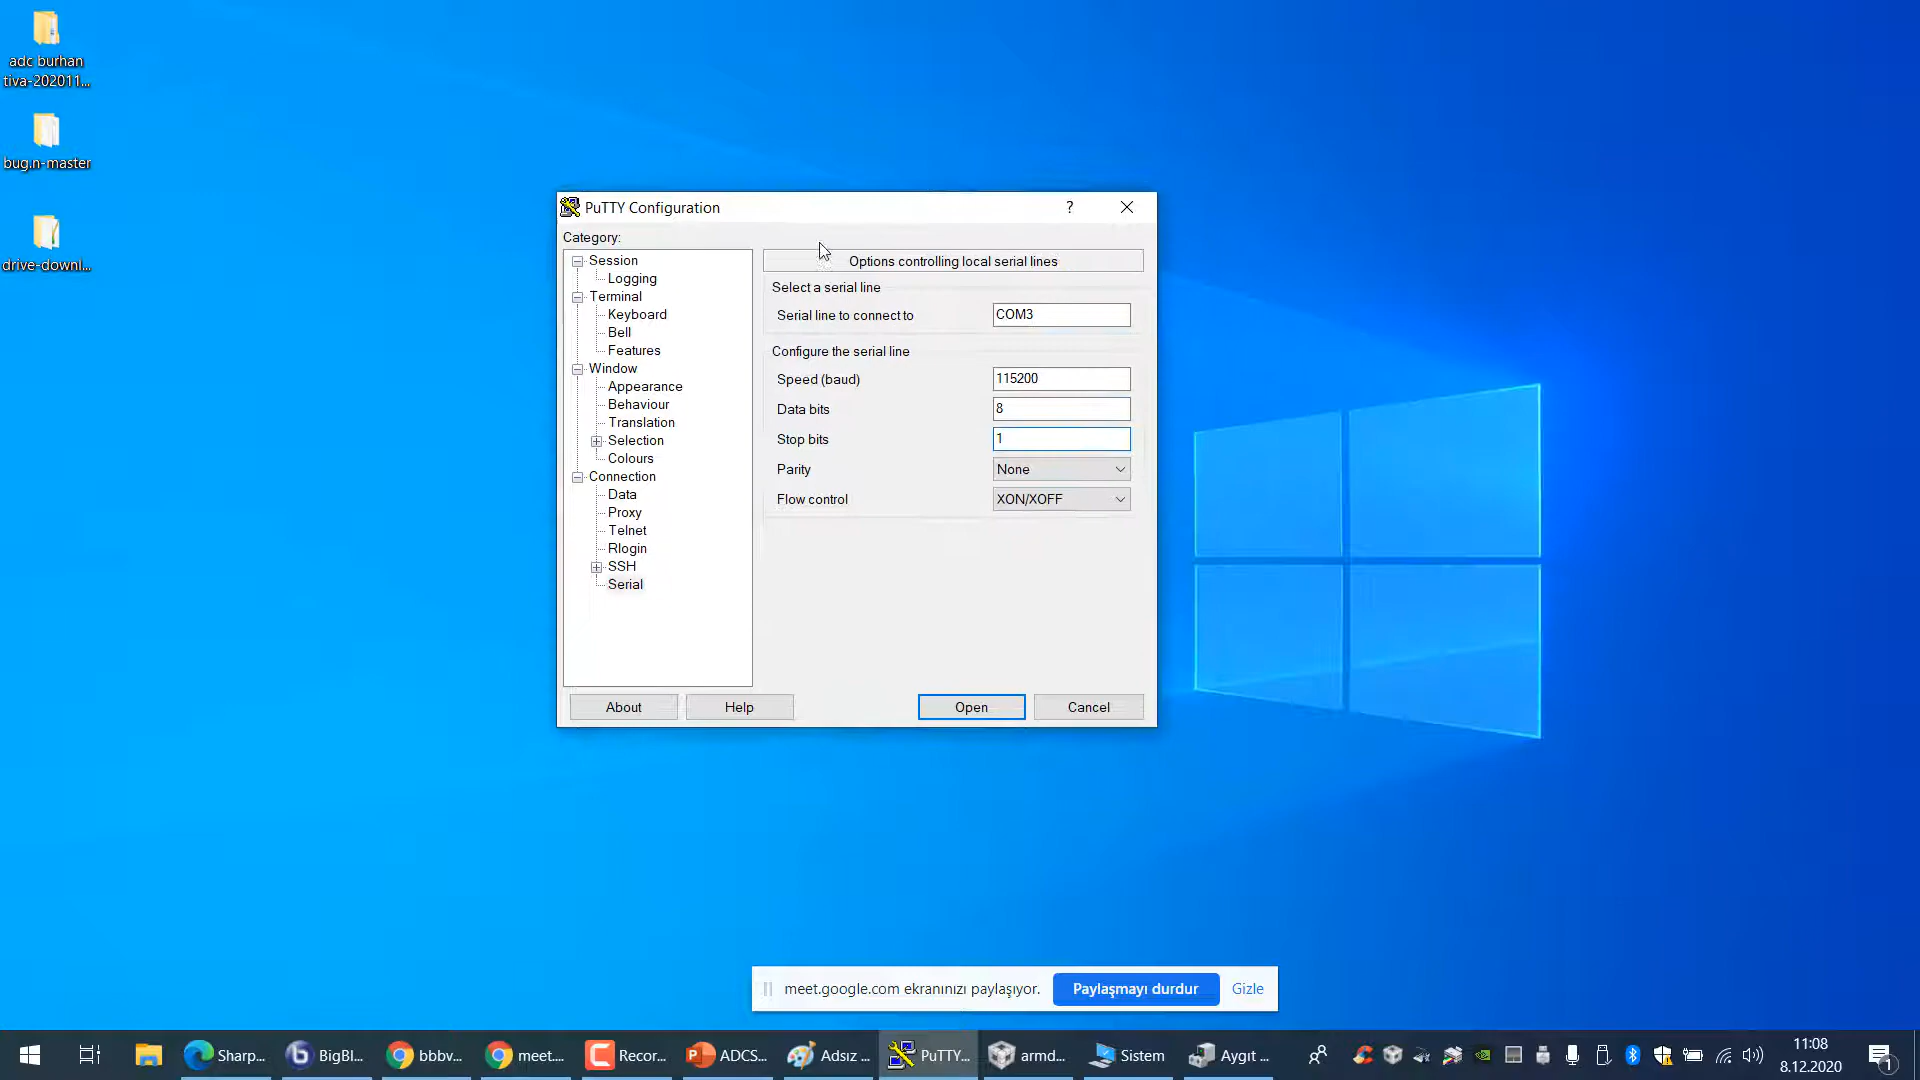 adc burhan
tiva-202011...
bug.n-master
drive-downl...
PuTTY Configuration
?
Category:
Session
Logging
Terminal
Keyboard
Bell
Features
Window
Appearance
Behaviour
Translation
Selection
Colours
Connection
Data
Proxy
Telnet
Rlogin
SSH
Serial
Options controlling local serial lines
Select a serial line
Serial line to connect to COM3
Configure the serial line
Speed (baud) 115200
Data bits 8
Stop bits 1
Parity None
Flow control XON/XOFF
About Help Open Cancel
meet.google.com ekranınızı paylaşıyor. Paylaşmayı durdur Gizle
Sharp... BigBl... bbbv... meet.... Recor... ADCS... Adsız ... PuTTY... armd... Sistem Aygıt ...
11:08
8.12.2020
1